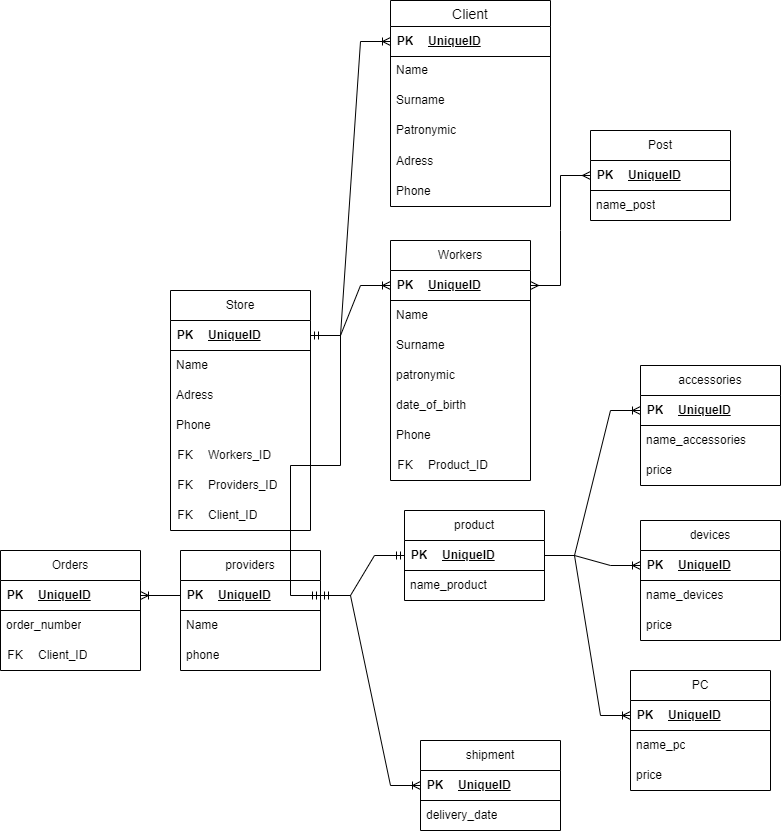 Client
PK UniqueID
Name
Surname
Patronymic
Adress
Phone
Post
PK UniqueID
name_post
Workers
PK UniqueID
Name
Surname
patronymic
date_of_birth
Phone
FK Product_ID
Store
PK UniqueID
Name
Adress
Phone
FK Workers_ID
FK Providers_ID
FK Client_ID
accessories
PK UniqueID
name_accessories
price
product
PK UniqueID
name_product
devices
PK UniqueID
name_devices
price
Orders
PK UniqueID
order_number
FK Client_ID
providers
PK UniqueID
Name
phone
PC
PK UniqueID
name_pc
price
shipment
PK UniqueID
delivery_date